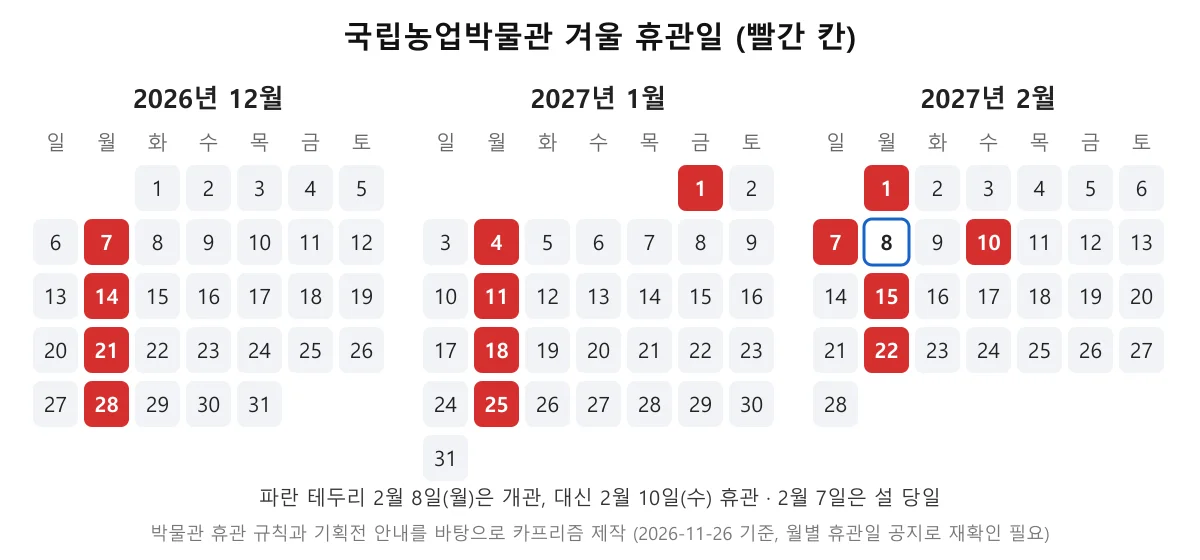 국립농업박물관 겨울 휴관일 (빨간 칸)
2026년 12월
일 월 화 수 목 금 토
1 2 3 4 5
6 7 8 9 10 11 12
13 14 15 16 17 18 19
20 21 22 23 24 25 26
27 28 29 30 31
2027년 1월
일 월 화 수 목 금 토
1 2
3 4 5 6 7 8 9
10 11 12 13 14 15 16
17 18 19 20 21 22 23
24 25 26 27 28 29 30
31
2027년 2월
일 월 화 수 목 금 토
1 2 3 4 5 6
7 8 9 10 11 12 13
14 15 16 17 18 19 20
21 22 23 24 25 26 27
28
파란 테두리 2월 8일(월)은 개관, 대신 2월 10일(수) 휴관 · 2월 7일은 설 당일
박물관 휴관 규칙과 기획전 안내를 바탕으로 카프리즘 제작 (2026-11-26 기준, 월별 휴관일 공지로 재확인 필요)